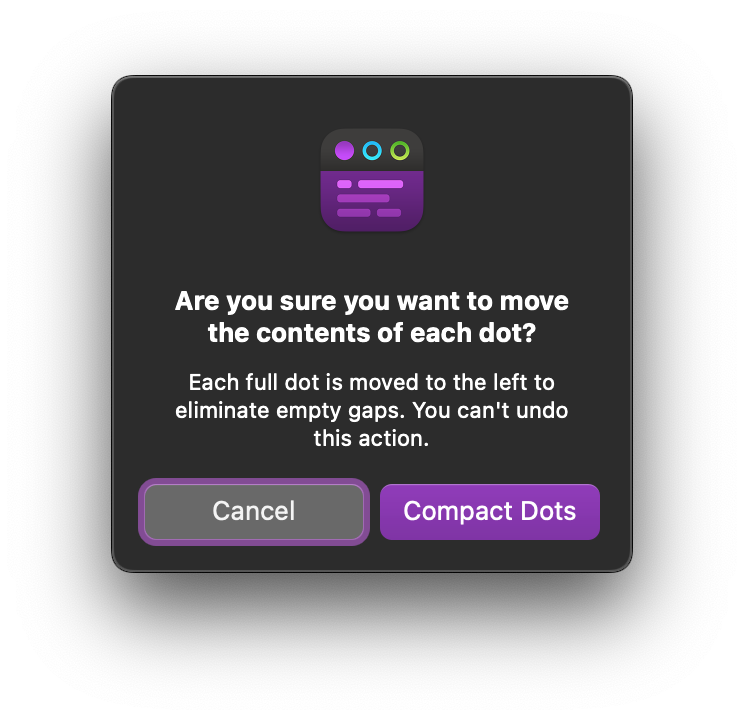 Are you sure you want to move
the contents of each dot?
Each full dot is moved to the left to
eliminate empty gaps. You can't undo
this action.
Cancel
Compact Dots